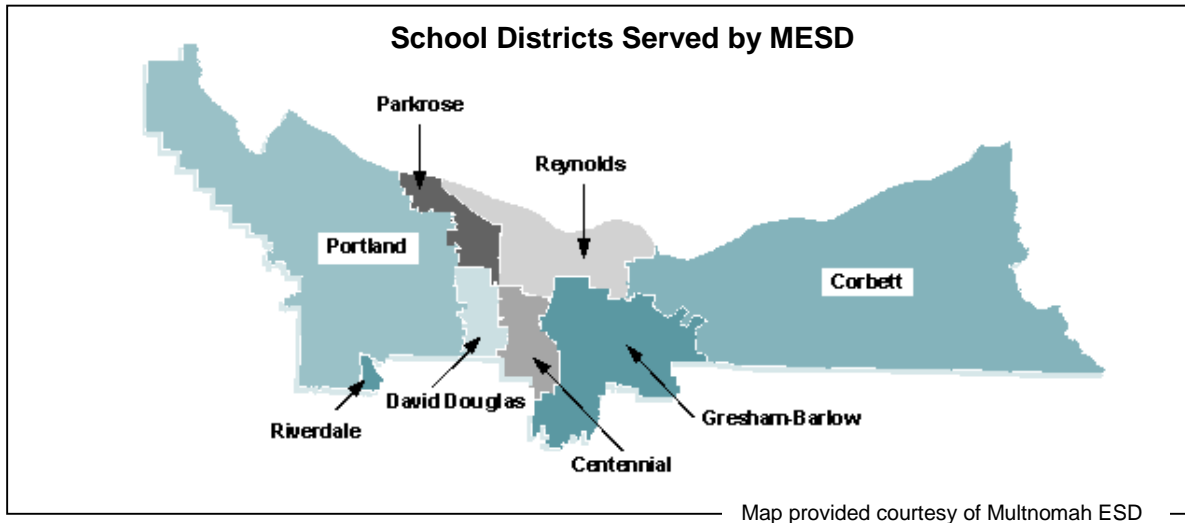 School Districts Served by MESD
Parkrose
Reynolds
Portland
Corbett
David Douglas
Riverdale
Gresham-Barlow
Centennial
Map provided courtesy of Multnomah ESD